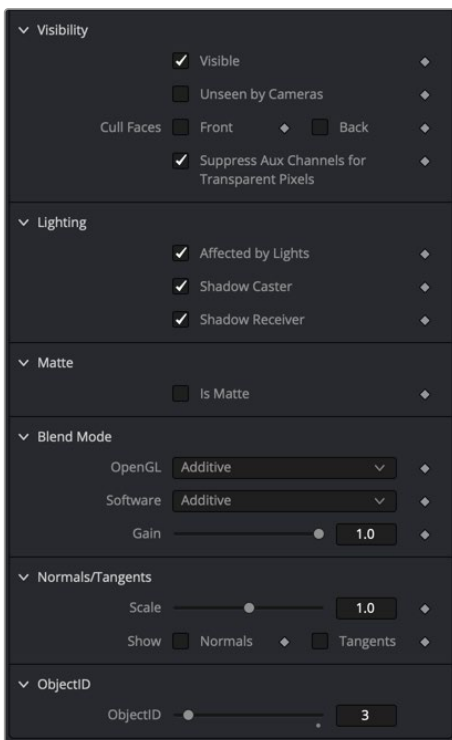 Visibility
Visible
Unseen by Cameras
Cull Faces Front Back
Suppress Aux Channels for
Transparent Pixels
Lighting
Affected by Lights
Shadow Caster
Shadow Receiver
Matte
Is Matte
Blend Mode
OpenGL Additive
Software Additive
Gain 1.0
Normals/Tangents
Scale 1.0
Show Normals Tangents
ObjectID
ObjectID 3